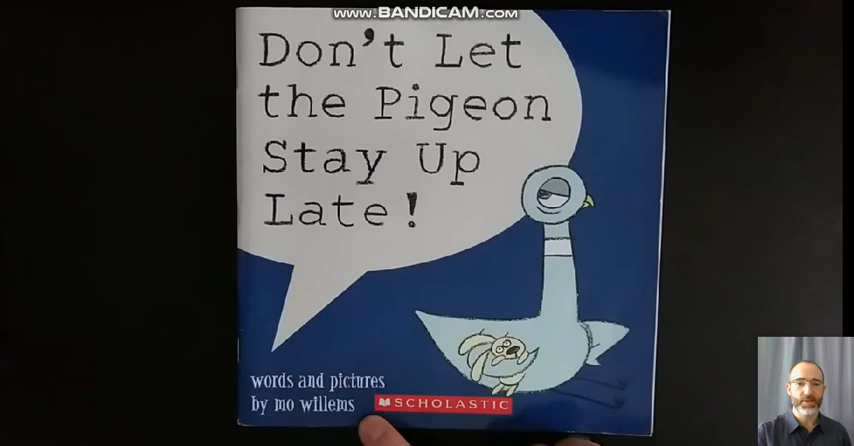 www.BANDICAM.com
Don't Let
the Pigeon
Stay Up
Late!
words and pictures
by mo willems
SCHOLASTIC